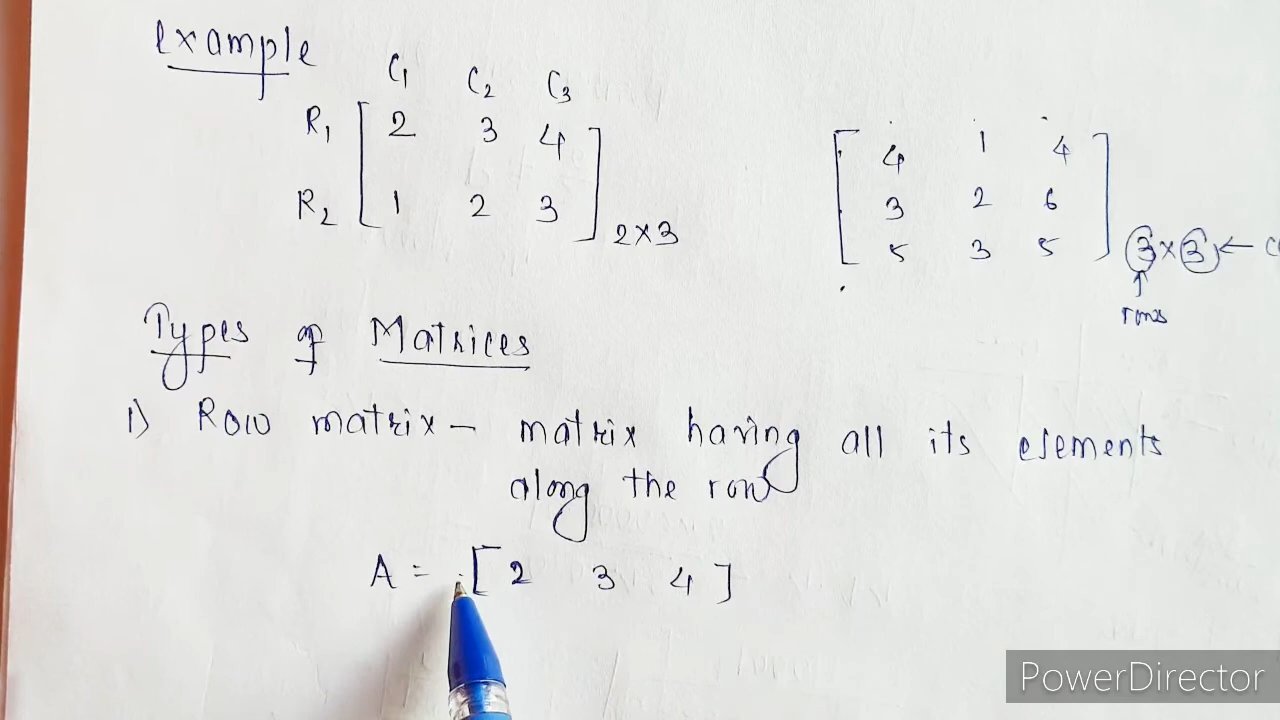 example
C1 C2 C3
R1 [ 2 3 4 ]
R2 [ 1 2 3 ] 2×3
[ 4 1 4
3 2 6
5 3 5 ] 3×3 ←
↑
rows
Types of Matrices
1) Row matrix – matrix having all its elements
along the row
A = [ 2 3 4 ]
PowerDirector